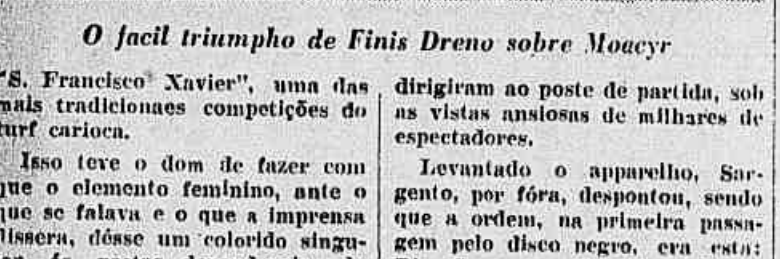 O facil triumpho de Finis Dreno sobre Moacyr
"S. Francisco Xavier", uma das
mais tradicionaes competições do
turf carioca.
Isso teve o dom de fazer com
que o elemento feminino, ante o
que se falava e o que a imprensa
dissera, désse um colorido singu-
dirigiram ao poste de partida, sob
as vistas ansiosas de milhares de
espectadores.
Levantado o apparelho, Sar-
gento, por fóra, despontou, sendo
que a ordem, na primeira passa-
gem pelo disco negro, era esta: